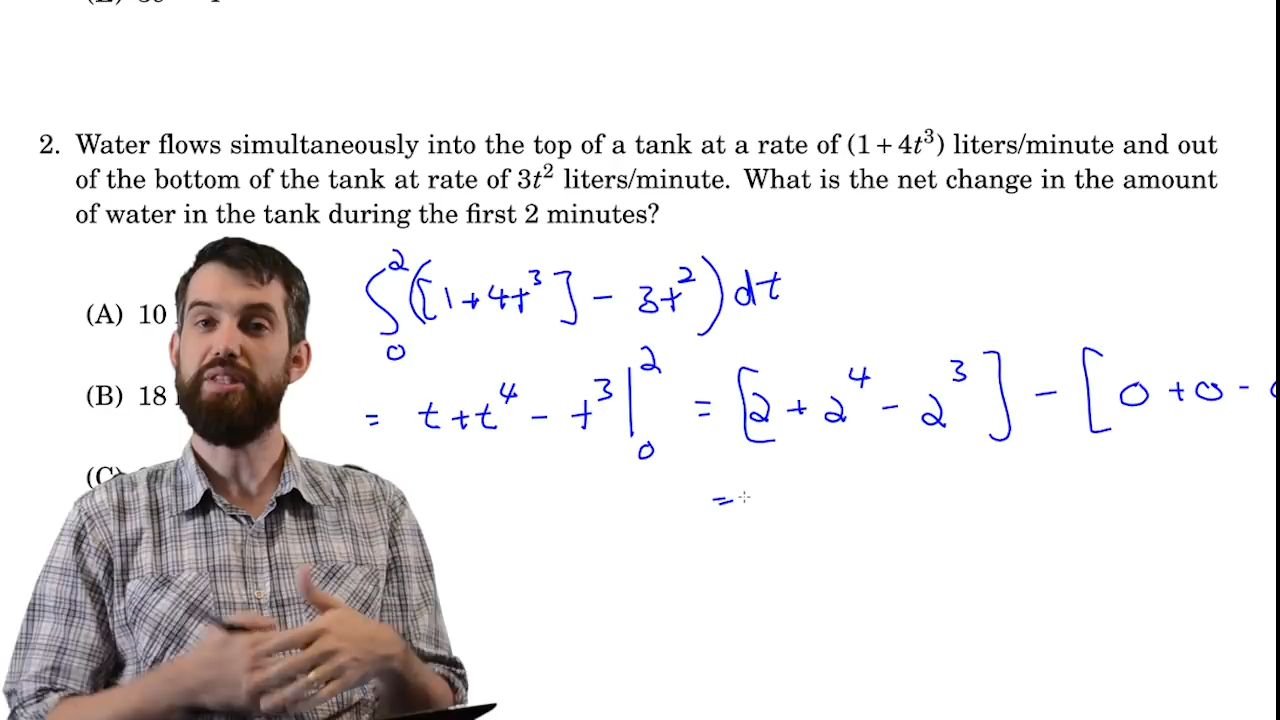 2. Water flows simultaneously into the top of a tank at a rate of (1 + 4t³) liters/minute and out
of the bottom of the tank at rate of 3t² liters/minute. What is the net change in the amount
of water in the tank during the first 2 minutes?
∫₀² ([1+4t³] − 3t²) dt
(A) 10
= t+t⁴ − t³ |₀² = [2 + 2⁴ − 2³] − [0 + 0 −
(B) 18
(C)
=